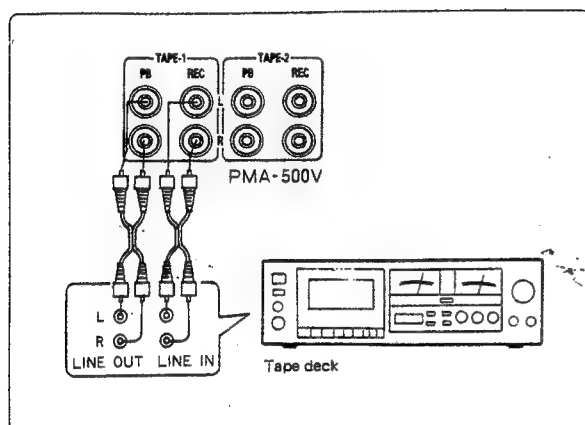 TAPE-1 TAPE-2
PB REC PB REC
L
R
PMA-500V
L
R
LINE OUT LINE IN
Tape deck